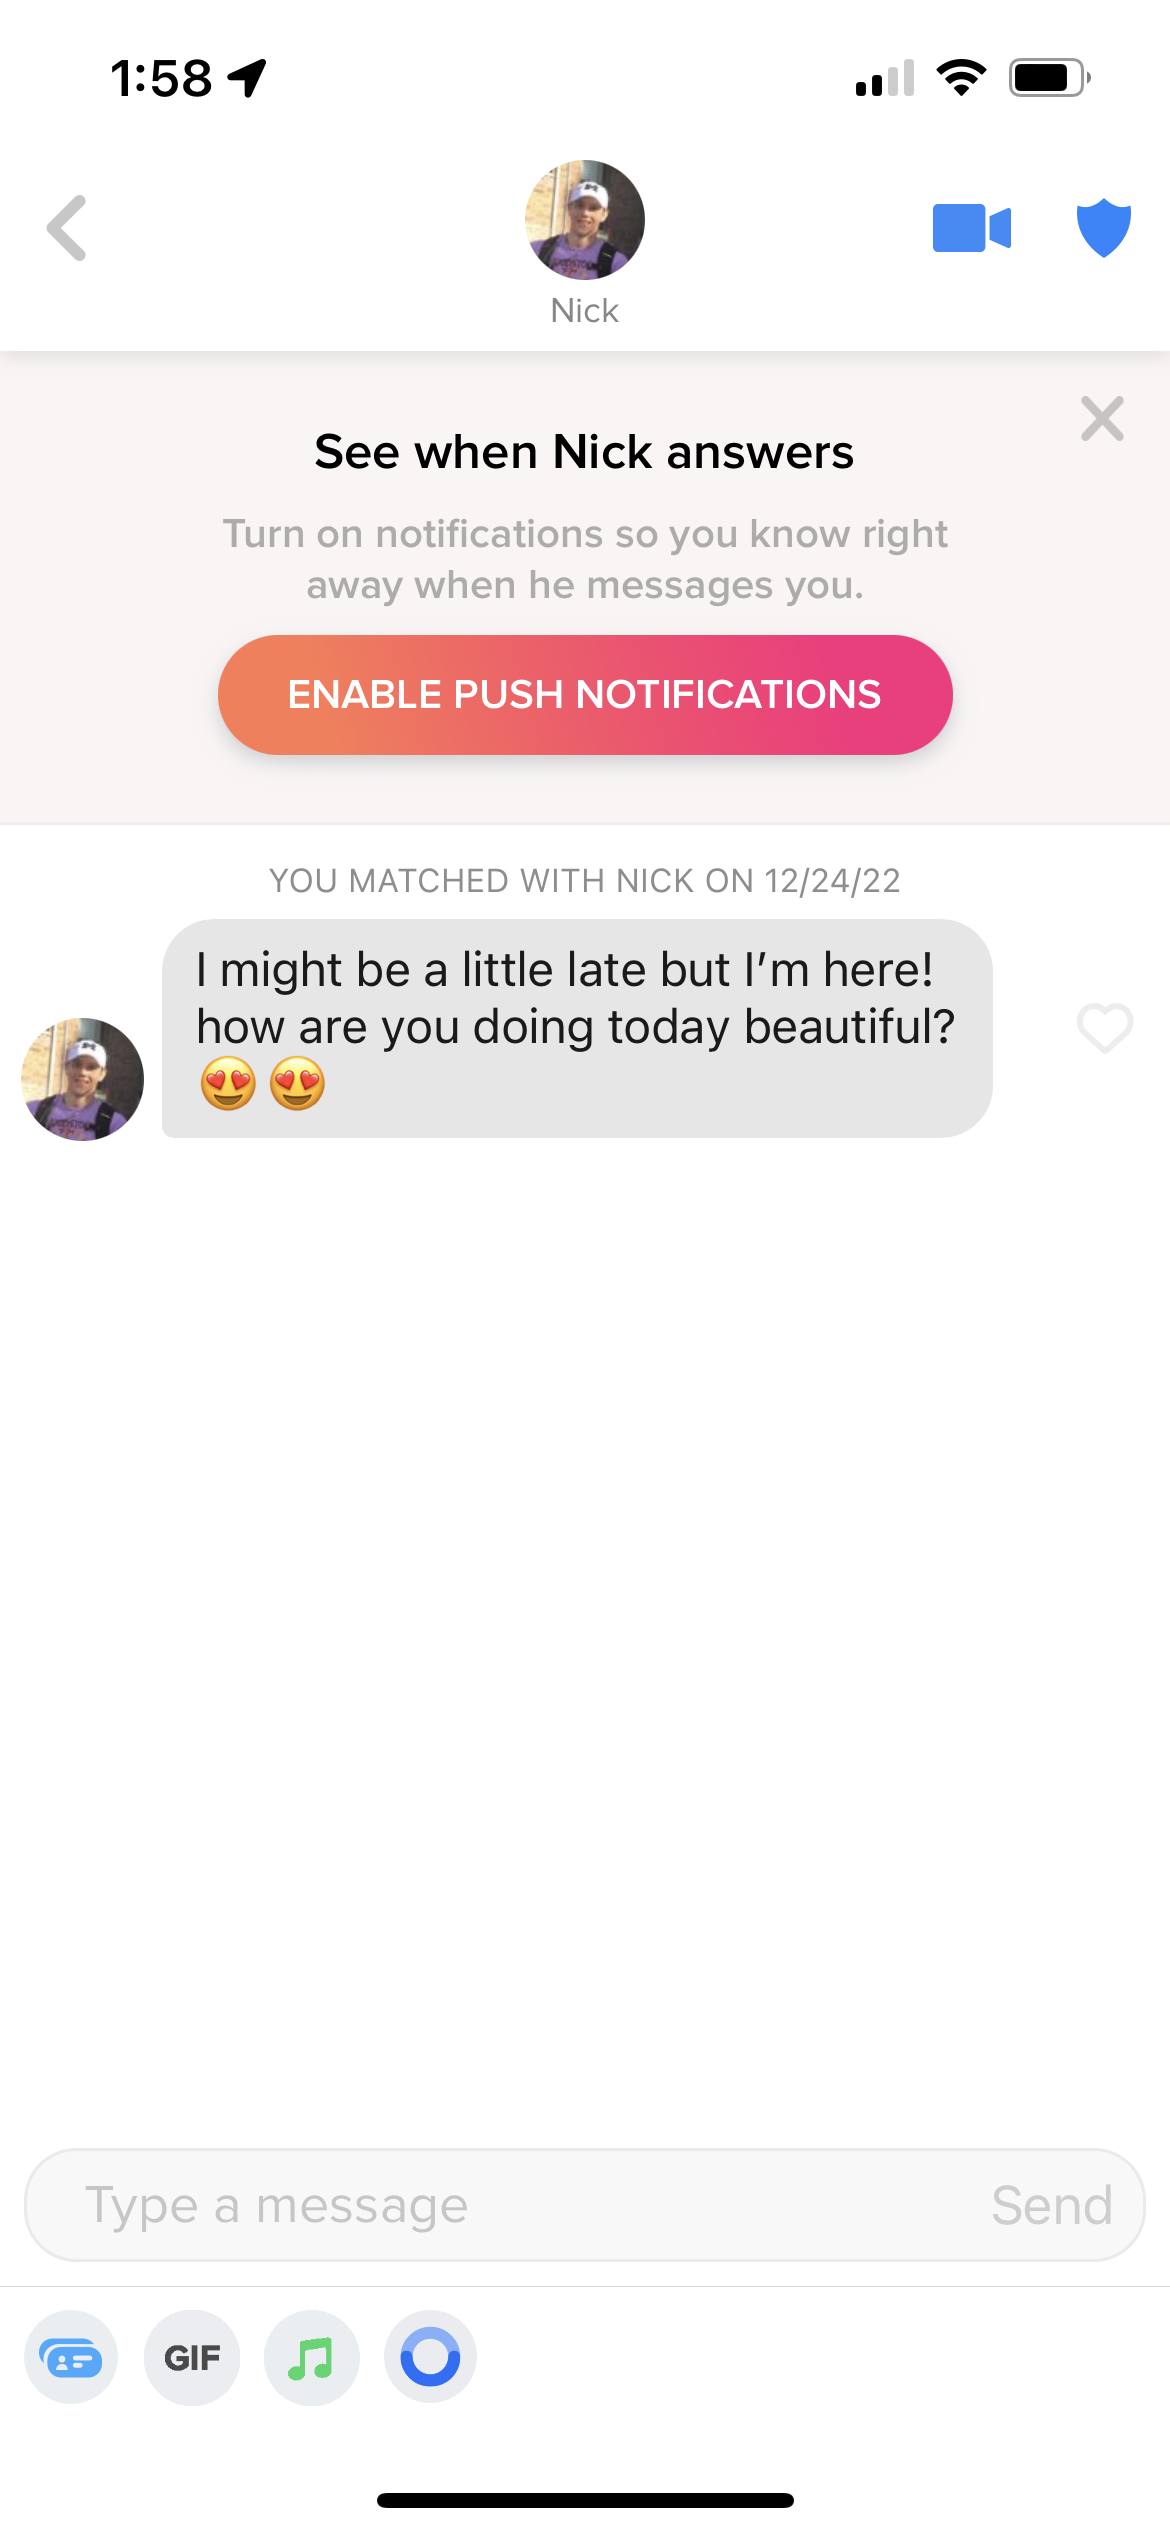 1:58
Nick
See when Nick answers
Turn on notifications so you know right
away when he messages you.
ENABLE PUSH NOTIFICATIONS
YOU MATCHED WITH NICK ON 12/24/22
I might be a little late but I’m here!
how are you doing today beautiful?
😍 😍
Type a message
Send
GIF